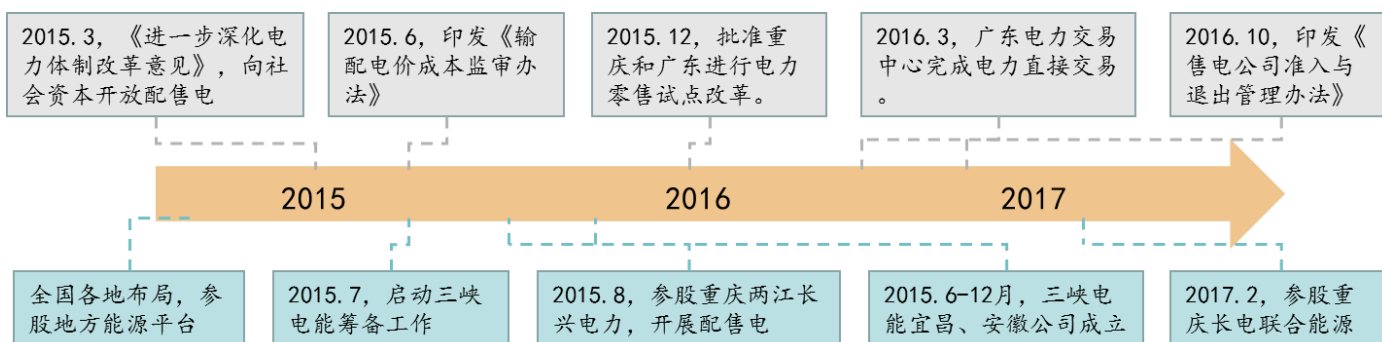 2015.3，《进一步深化电
力体制改革意见》，向社
会资本开放配售电
2015.6，印发《输
配电价成本监审办
法》
2015.12，批准重
庆和广东进行电力
零售试点改革。
2016.3，广东电力交易
中心完成电力直接交易
。
2016.10，印发《
售电公司准入与
退出管理办法》
2015
2016
2017
全国各地布局，参
股地方能源平台
2015.7，启动三峡
电能筹备工作
2015.8，参股重庆两江长
兴电力，开展配售电
2015.6-12月，三峡电
能宜昌、安徽公司成立
2017.2，参股重
庆长电联合能源